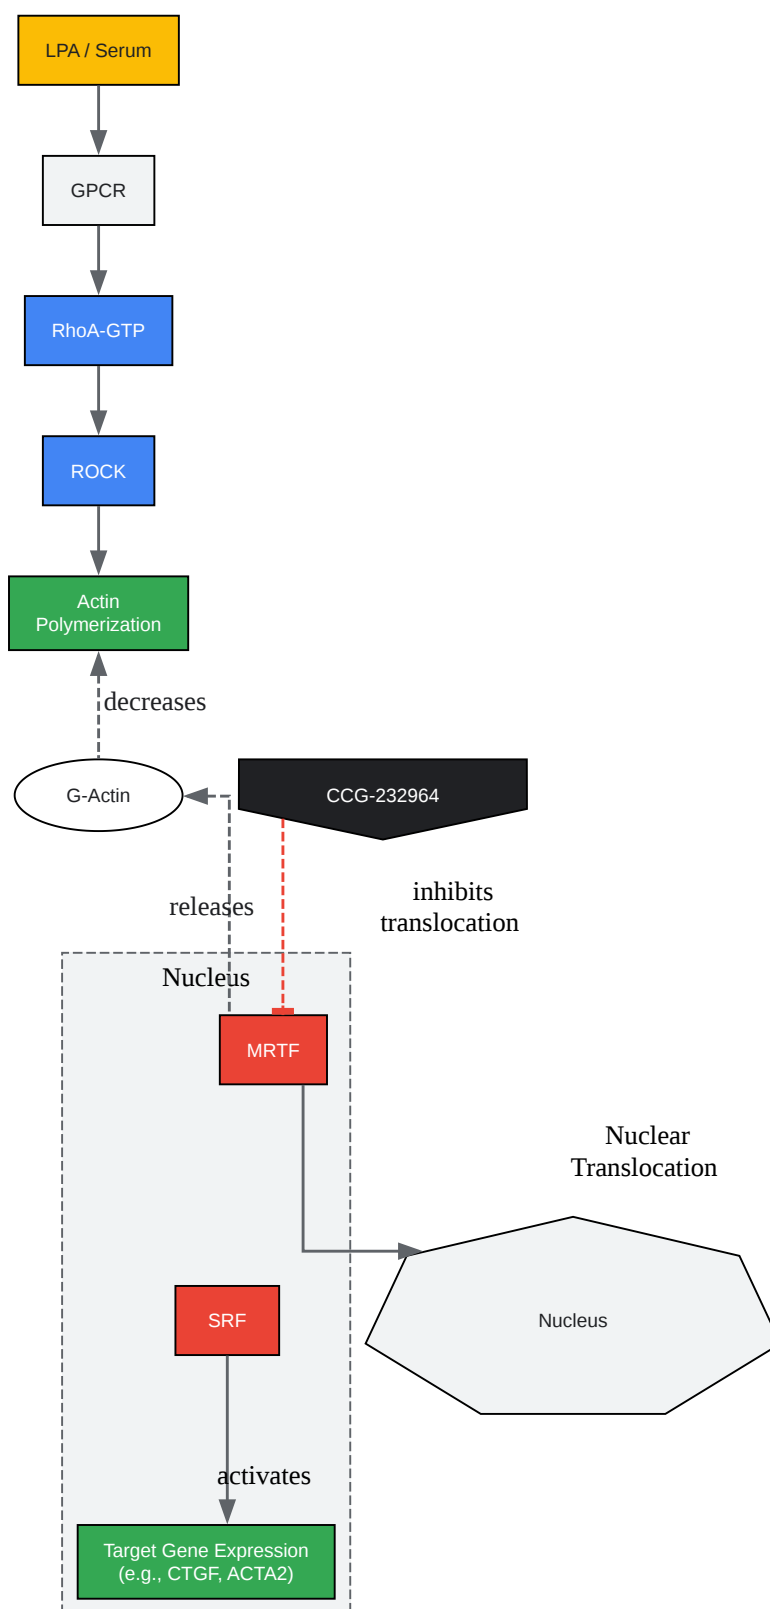 LPA / Serum
GPCR
RhoA-GTP
ROCK
Actin
Polymerization
decreases
G-Actin
CCG-232964
releases
inhibits
translocation
Nucleus
MRTF
Nuclear
Translocation
SRF
Nucleus
activates
Target Gene Expression
(e.g., CTGF, ACTA2)